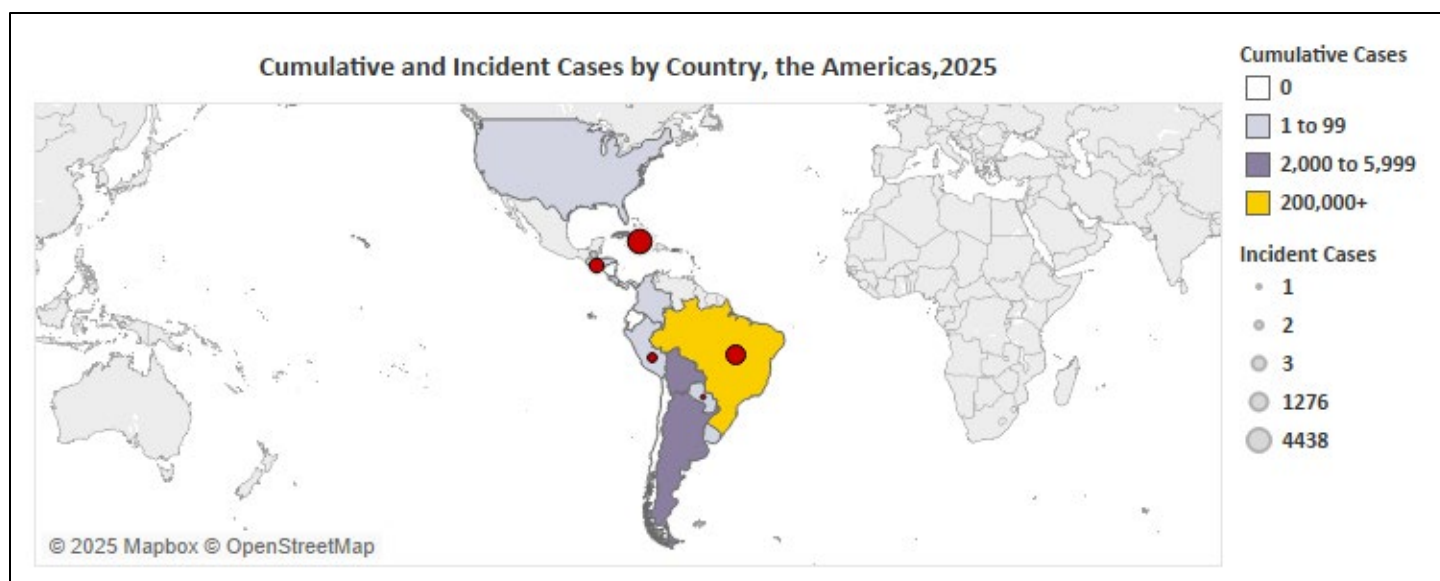 Cumulative and Incident Cases by Country, the Americas,2025
Cumulative Cases
0
1 to 99
2,000 to 5,999
200,000+
Incident Cases
1
2
3
1276
4438
© 2025 Mapbox © OpenStreetMap